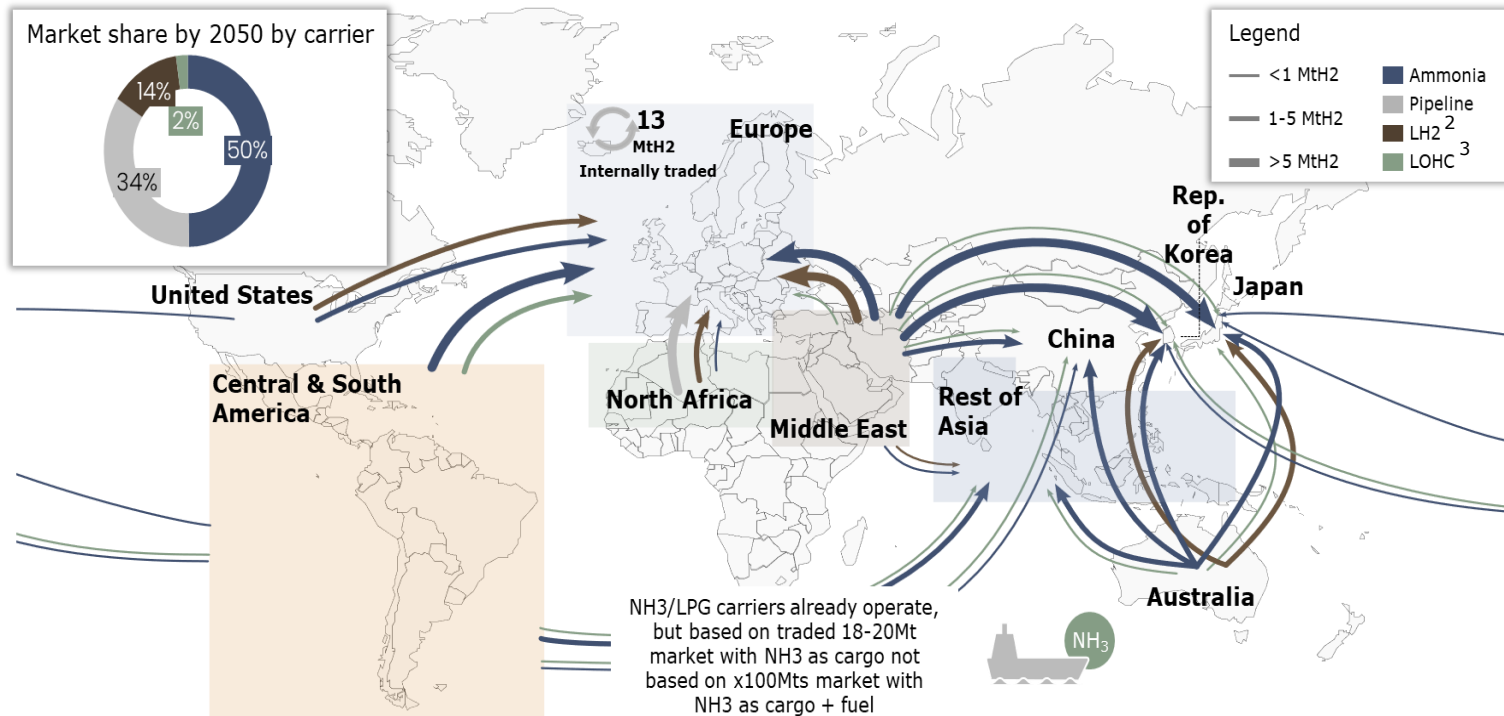 Market share by 2050 by carrier
14%
2%
50%
34%
13
MtH2
Internally traded
Europe
Legend
<1 MtH2
1-5 MtH2
>5 MtH2
Ammonia
Pipeline
LH2 2
LOHC 3
Rep.
of
Korea
Japan
United States
China
Central & South
America
North Africa
Middle East
Rest of
Asia
Australia
NH3/LPG carriers already operate,
but based on traded 18-20Mt
market with NH3 as cargo not
based on x100Mts market with
NH3 as cargo + fuel
NH3